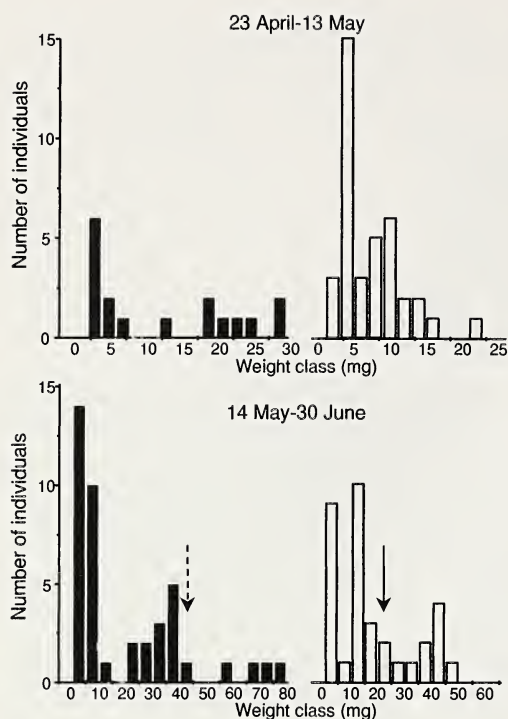 23 April-13 May
Number of individuals
15
10
5
0
0 5 10 15 20 25 30
0 5 10 15 20 25
Weight class (mg)
14 May-30 June
Number of individuals
15
10
5
0
0 10 20 30 40 50 60 70 80
0 10 20 30 40 50 60
Weight class (mg)